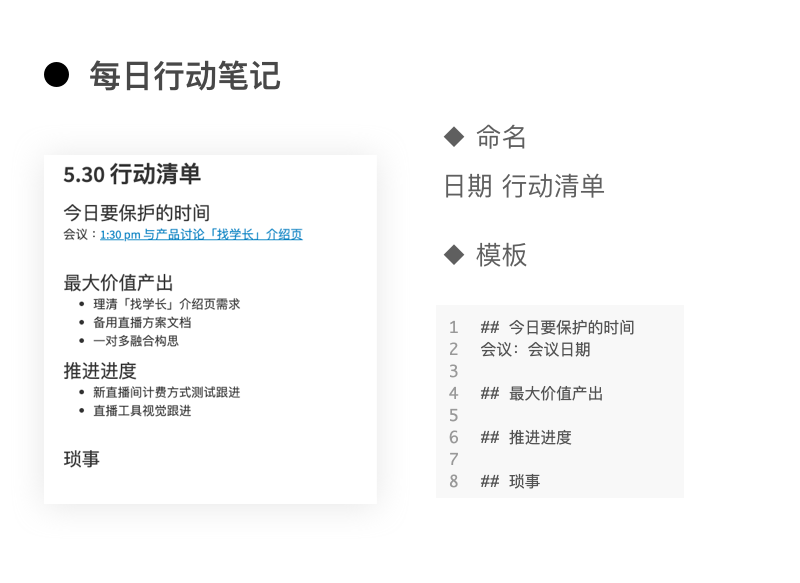 每日行动笔记
5.30 行动清单
今日要保护的时间
会议：1:30 pm 与产品讨论「找学长」介绍页
最大价值产出
理清「找学长」介绍页需求
备用直播方案文档
一对多融合构思
推进进度
新直播间计费方式测试跟进
直播工具视觉跟进
琐事
命名
日期 行动清单
模板
1 ## 今日要保护的时间
2 会议：会议日期
3
4 ## 最大价值产出
5
6 ## 推进进度
7
8 ## 琐事